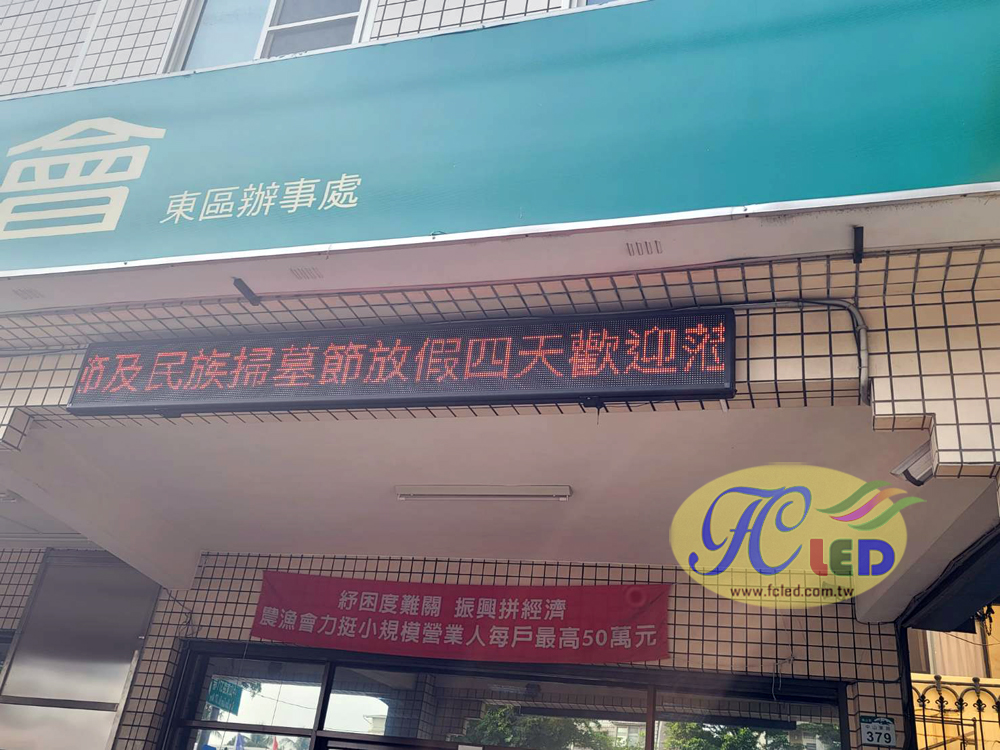 會
東區辦事處
節及民族掃墓節放假四天歡迎蒞
紓困度難關 振興拼經濟
農漁會力挺小規模營業人每戶最高50萬元
FC LED
www.fcled.com.tw
379